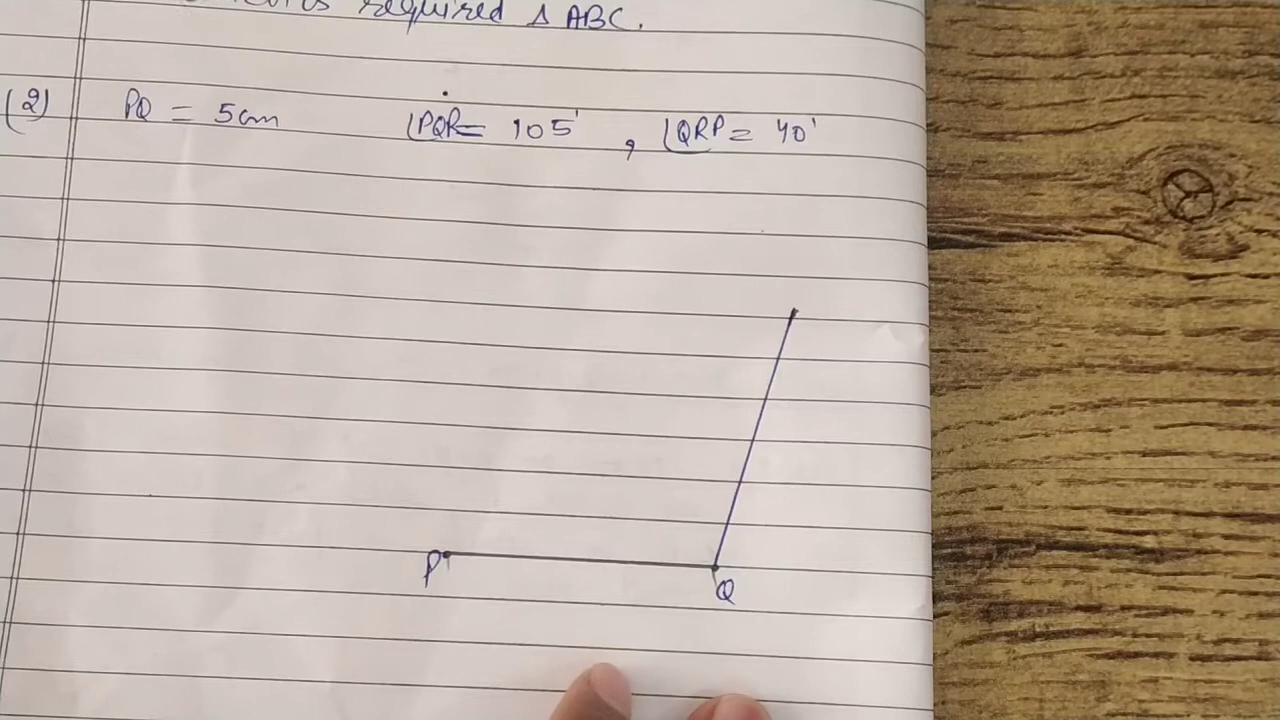 required Δ ABC.
(2) PQ = 5cm ∠PQR = 105° , ∠QRP = 40°
P
Q